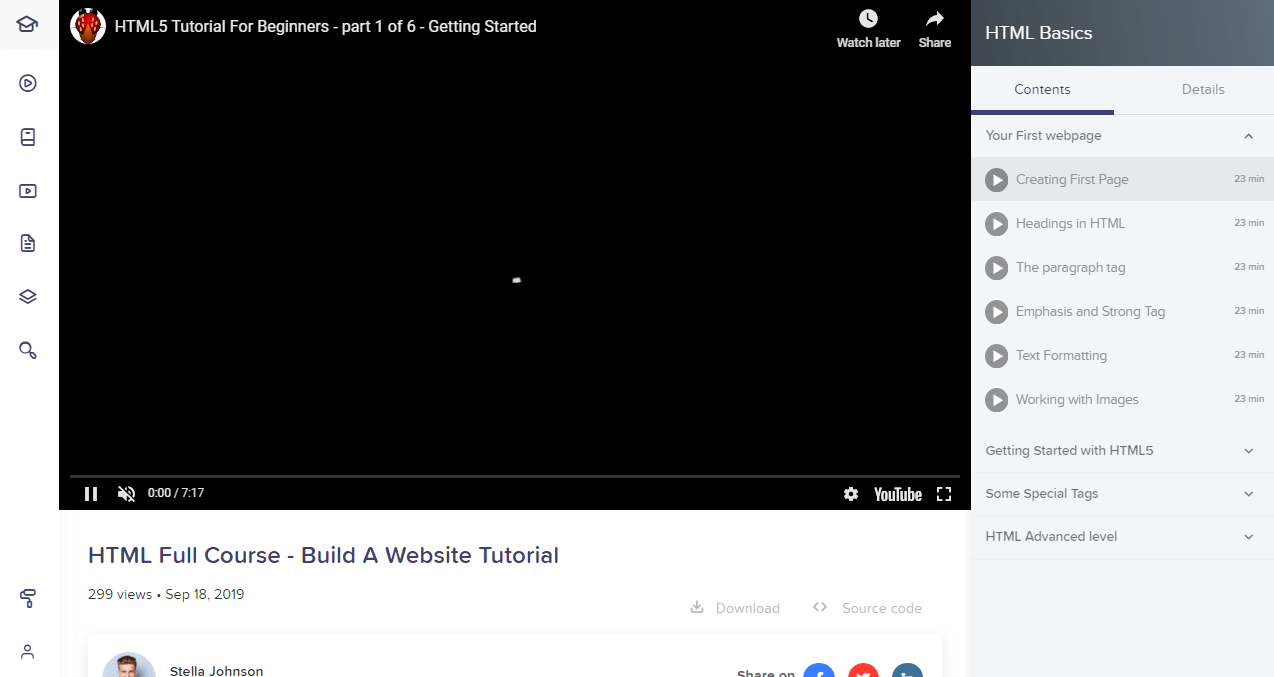 HTML5 Tutorial For Beginners - part 1 of 6 - Getting Started
Watch later
Share
0:00 / 7:17
YouTube
HTML Full Course - Build A Website Tutorial
299 views • Sep 18, 2019
Download
Source code
Stella Johnson
Share on
HTML Basics
Contents
Details
Your First webpage
Creating First Page 23 min
Headings in HTML 23 min
The paragraph tag 23 min
Emphasis and Strong Tag 23 min
Text Formatting 23 min
Working with Images 23 min
Getting Started with HTML5
Some Special Tags
HTML Advanced level